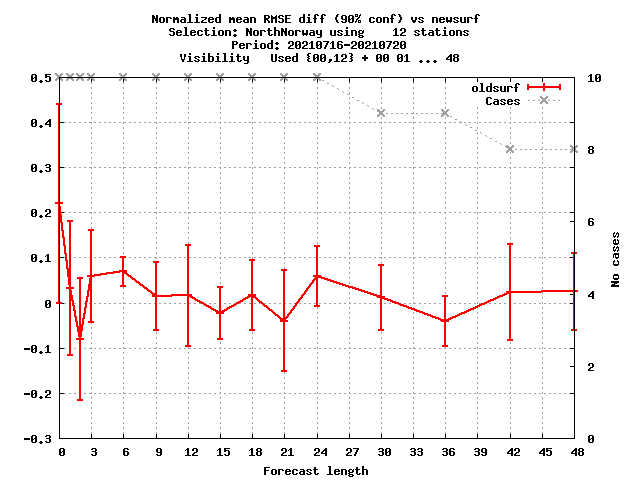 Normalized mean RMSE diff (90% conf) vs newsurf
Selection: NorthNorway using    12 stations
Period: 20210716-20210720
Visibility   Used {00,12} + 00 01 ... 48
oldsurf
Cases
0.5
0.4
0.3
0.2
0.1
0
-0.1
-0.2
-0.3
10
8
6
4
2
0
No cases
0 3 6 9 12 15 18 21 24 27 30 33 36 39 42 45 48
Forecast length